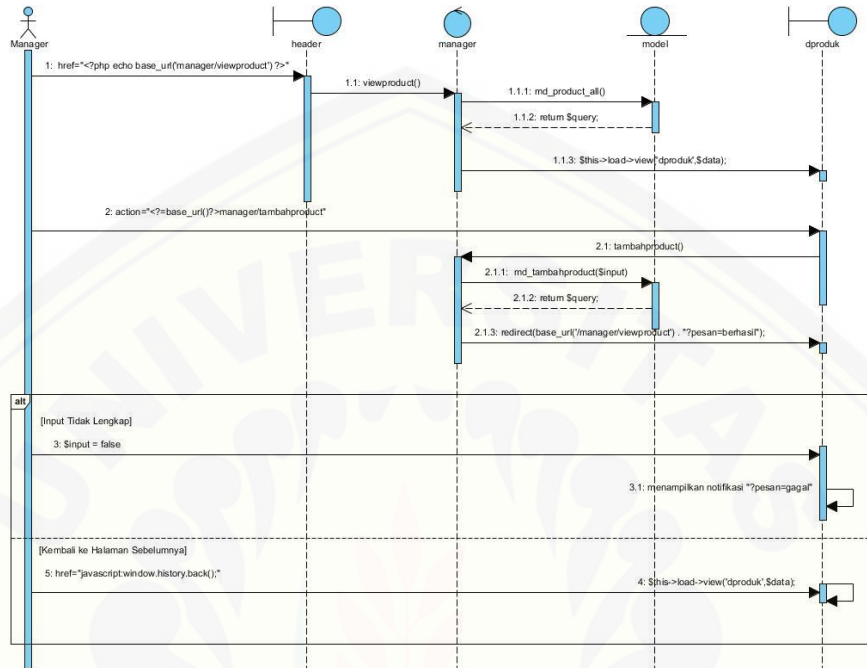 Manager
header
manager
model
dproduk
1: href="<?php echo base_url('manager/viewproduct') ?>"
1.1: viewproduct()
1.1.1: md_product_all()
1.1.2: return $query;
1.1.3: $this->load->view('dproduk',$data);
2: action="<?=base_url()?>manager/tambahproduct"
2.1: tambahproduct()
2.1.1: md_tambahproduct($input)
2.1.2: return $query;
2.1.3: redirect(base_url('/manager/viewproduct') . "?pesan=berhasil");
alt
[Input Tidak Lengkap]
3: $input = false
3.1: menampilkan notifikasi "?pesan=gagal"
[Kembali ke Halaman Sebelumnya]
5: href="javascript:window.history.back();"
4: $this->load->view('dproduk',$data);
UNIVERSITAS